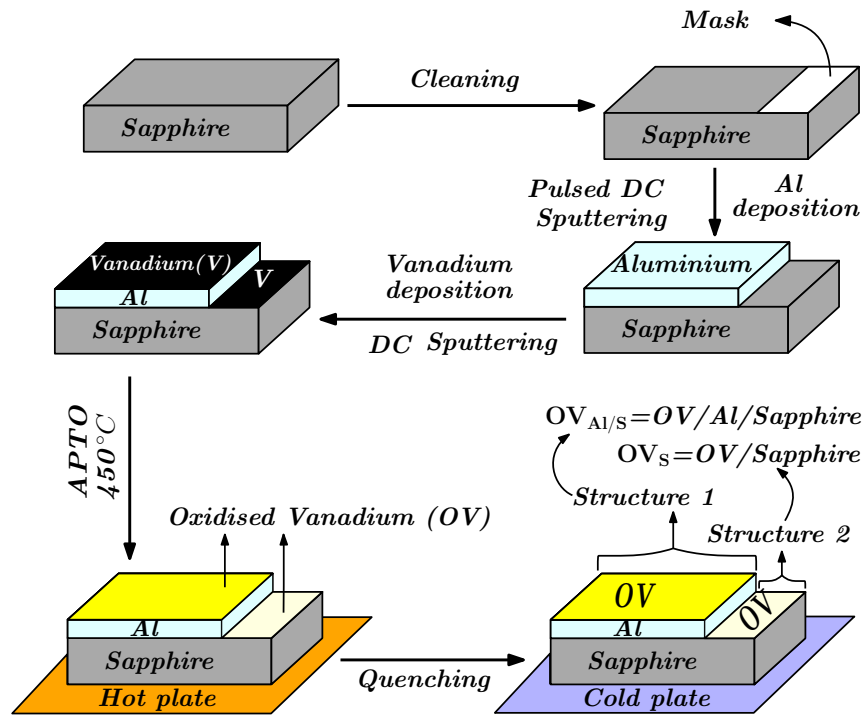 Mask
Cleaning
Sapphire
Sapphire
Pulsed DC
Sputtering
Al
deposition
Vanadium(V)
V
Al
Sapphire
Vanadium
deposition
DC Sputtering
Aluminium
Sapphire
APTO
450°C
OV_Al/S=OV/Al/Sapphire
OV_S=OV/Sapphire
Structure 1
Structure 2
Oxidised Vanadium (OV)
Al
Sapphire
Hot plate
Quenching
OV
OV
Al
Sapphire
Cold plate